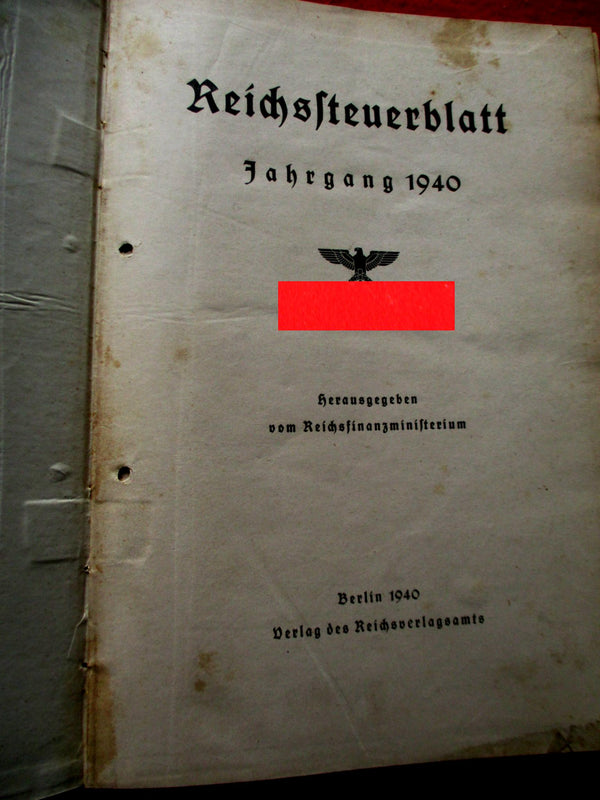 Reichsſteuerblatt
Jahrgang 1940
Herausgegeben
vom Reichsfinanzminiſterium
Berlin 1940
Verlag des Reichsverlagsamts